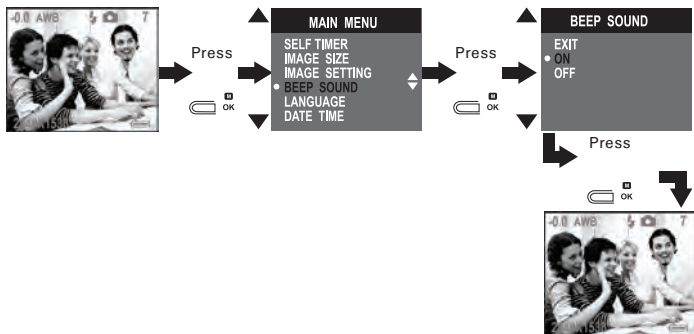 -0.0 AWB 7
Press
M
OK
MAIN MENU
SELF TIMER
IMAGE SIZE
IMAGE SETTING
BEEP SOUND
LANGUAGE
DATE TIME
Press
M
OK
BEEP SOUND
EXIT
ON
OFF
Press
M
OK
-0.0 AWB 7